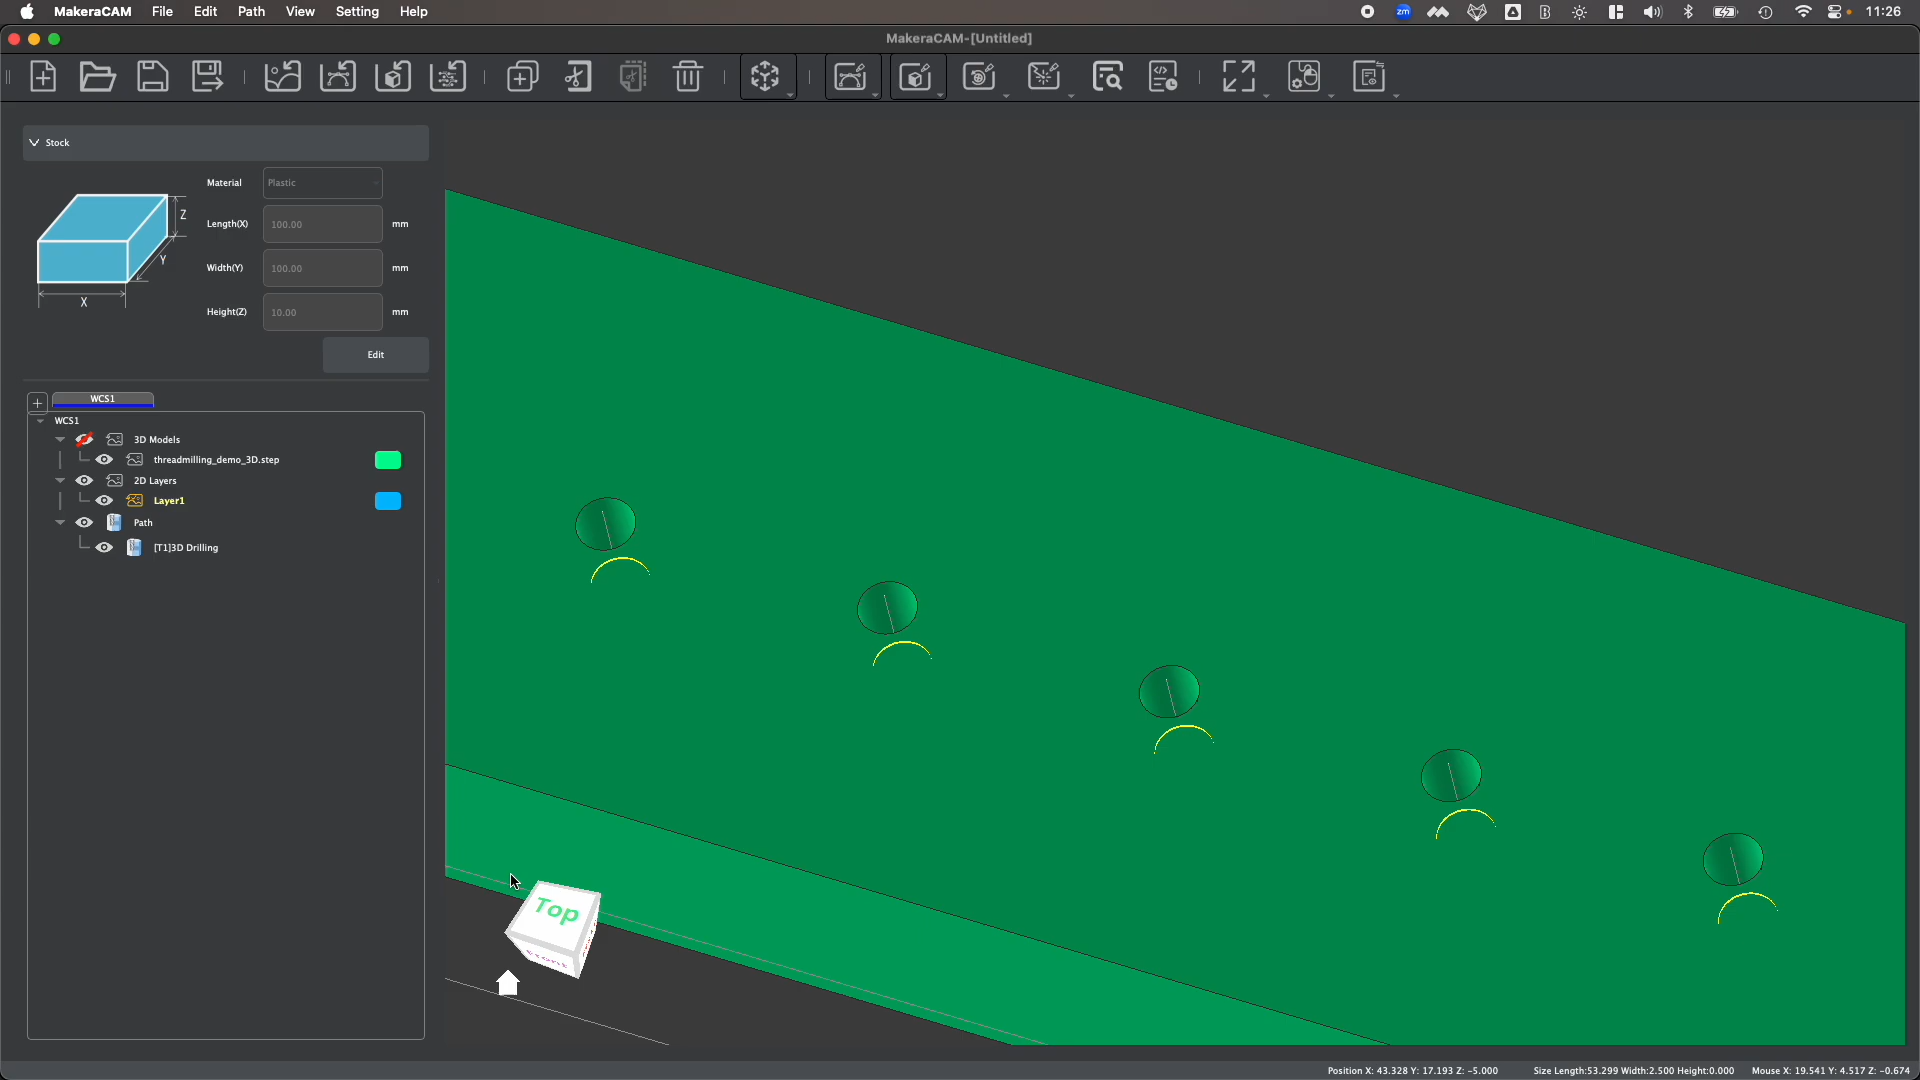 MakeraCAM File Edit Path View Setting Help
zm
11:26
MakeraCAM-[Untitled]
Stock
Material Plastic
Length(X) 100.00 mm
Width(Y) 100.00 mm
Height(Z) 10.00 mm
Z
Y
X
Edit
+ WCS1
WCS1
3D Models
threadmilling_demo_3D.step
2D Layers
Layer1
Path
[T1]3D Drilling
Top
Front
Position X: 43.328 Y: 17.193 Z: -5.000 Size Length:53.299 Width:2.500 Height:0.000 Mouse X: 19.541 Y: 4.517 Z: -0.674